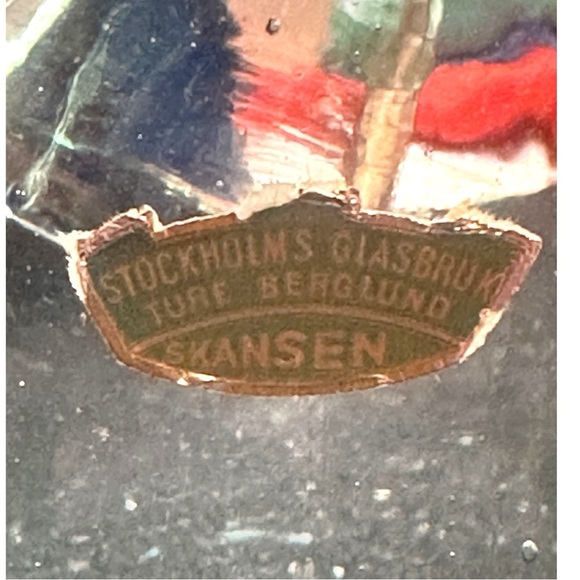 STOCKHOLMS GLASBRUK
TURE BERGLUND
SKANSEN